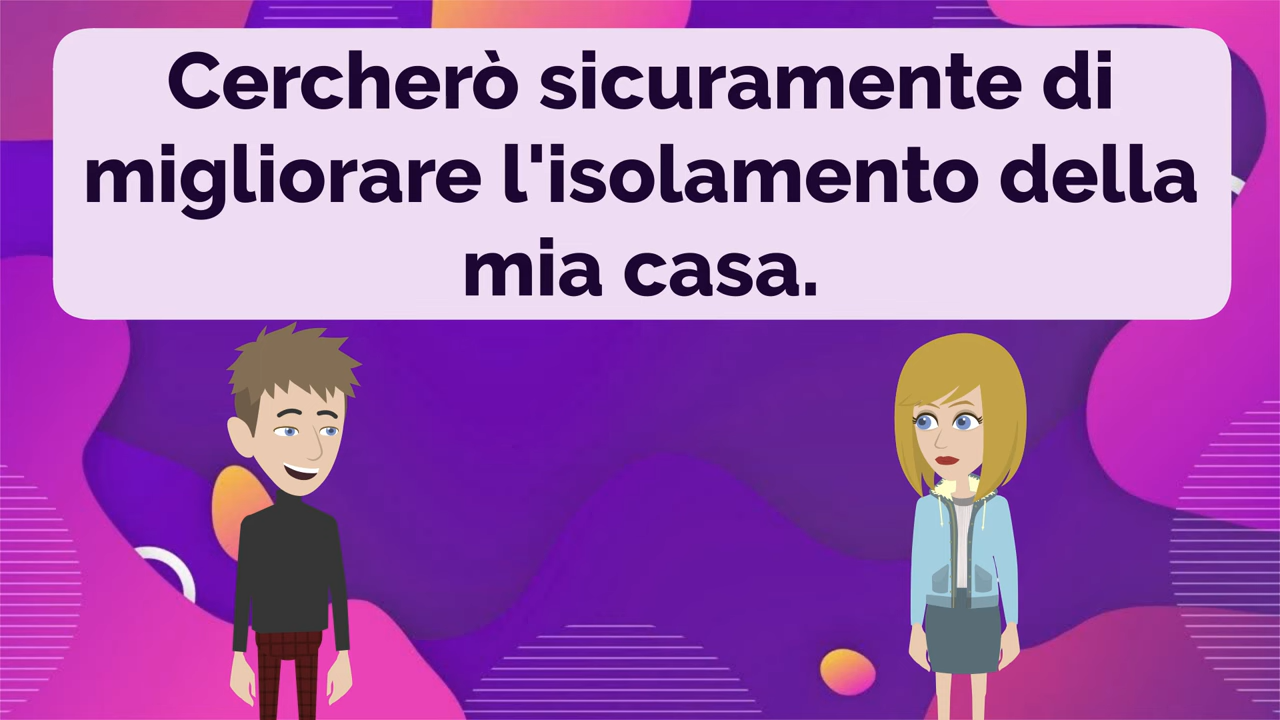 Cercherò sicuramente di
migliorare l'isolamento della
mia casa.